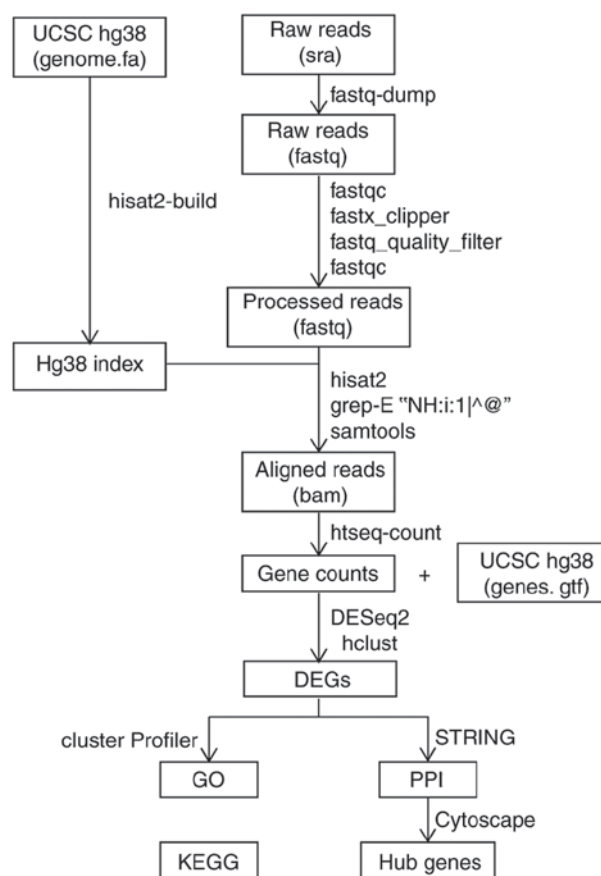 UCSC hg38
(genome.fa)
Raw reads
(sra)
fastq-dump
Raw reads
(fastq)
hisat2-build
fastqc
fastx_clipper
fastq_quality_filter
fastqc
Processed reads
(fastq)
Hg38 index
hisat2
grep-E "NH:i:1|^@"
samtools
Aligned reads
(bam)
htseq-count
Gene counts
+
UCSC hg38
(genes. gtf)
DESeq2
hclust
DEGs
cluster Profiler
STRING
GO
PPI
Cytoscape
KEGG
Hub genes